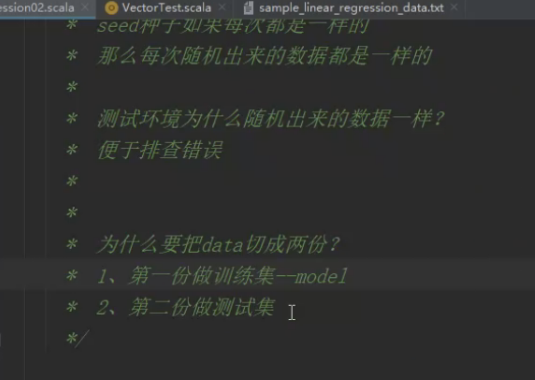 ession02.scala × VectorTest.scala × sample_linear_regression_data.txt ×
* seed种子如果每次都是一样的
* 那么每次随机出来的数据都是一样的
*
* 测试环境为什么随机出来的数据一样?
* 便于排查错误
*
*
* 为什么要把data切成两份?
* 1、第一份做训练集--model
* 2、第二份做测试集
*/